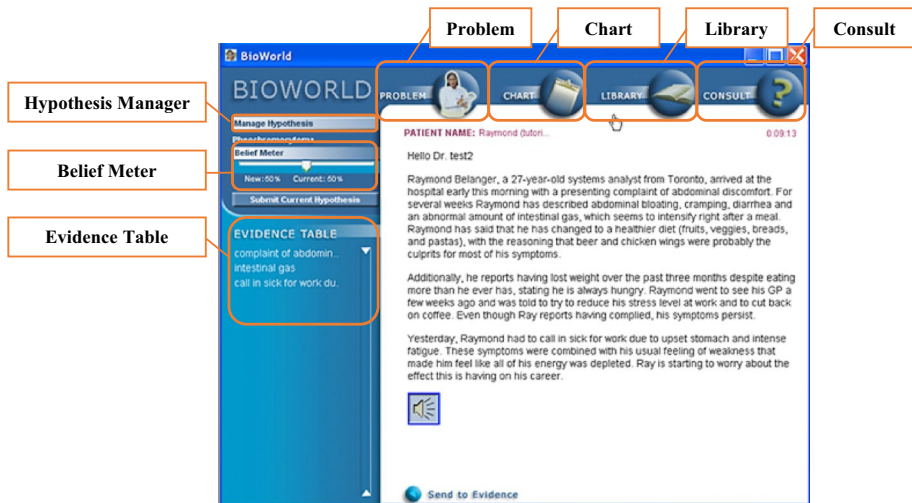 Problem
Chart
Library
Consult
BioWorld
BIOWORLD
PROBLEM
CHART
LIBRARY
CONSULT
Hypothesis Manager
Manage Hypothesis
Pheochromocytoma
Belief Meter
Belief Meter
New:50% Current: 50%
Submit Current Hypothesis
Evidence Table
EVIDENCE TABLE
complaint of abdomin..
intestinal gas
call in sick for work du.
PATIENT NAME: Raymond (tutori...
0:09:13
Hello Dr. test2
Raymond Belanger, a 27-year-old systems analyst from Toronto, arrived at the
hospital early this morning with a presenting complaint of abdominal discomfort. For
several weeks Raymond has described abdominal bloating, cramping, diarrhea and
an abnormal amount of intestinal gas, which seems to intensify right after a meal.
Raymond has said that he has changed to a healthier diet (fruits, veggies, breads,
and pastas), with the reasoning that beer and chicken wings were probably the
culprits for most of his symptoms.
Additionally, he reports having lost weight over the past three months despite eating
more than he ever has, stating he is always hungry. Raymond went to see his GP a
few weeks ago and was told to try to reduce his stress level at work and to cut back
on coffee. Even though Ray reports having complied, his symptoms persist.
Yesterday, Raymond had to call in sick for work due to upset stomach and intense
fatigue. These symptoms were combined with his usual feeling of weakness that
made him feel like all of his energy was depleted. Ray is starting to worry about the
effect this is having on his career.
Send to Evidence